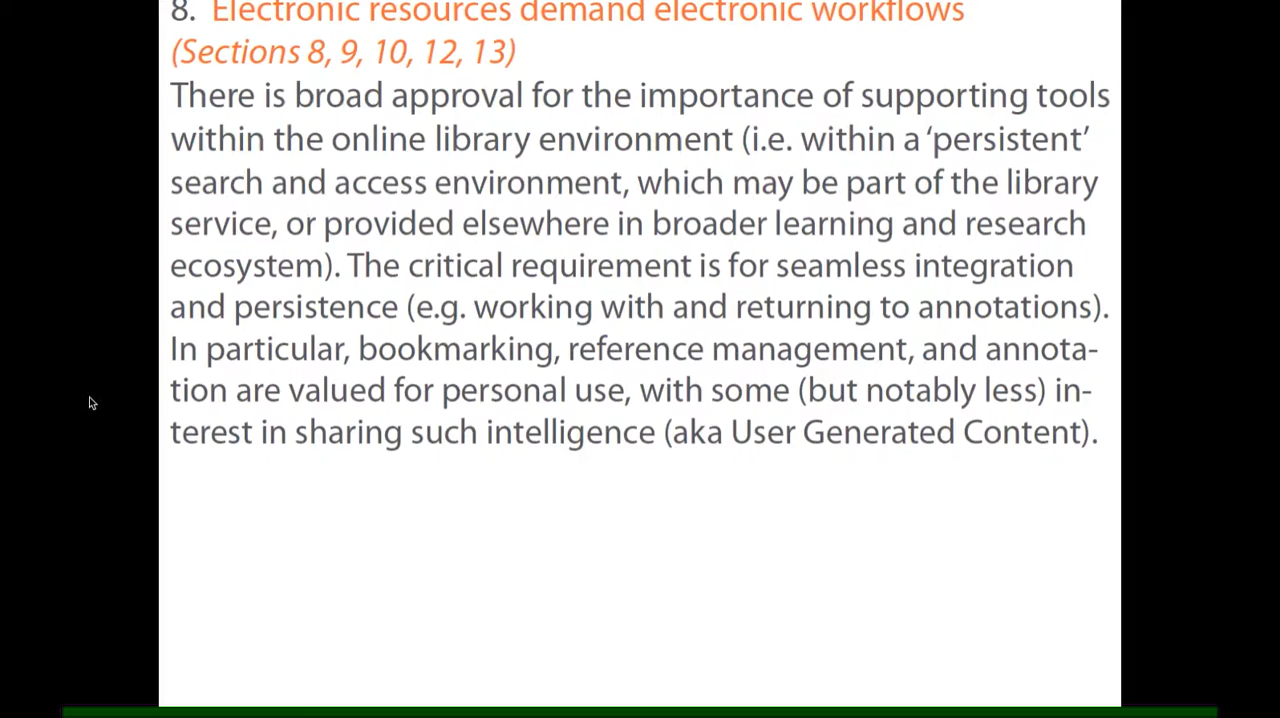 8. Electronic resources demand electronic workflows
(Sections 8, 9, 10, 12, 13)
There is broad approval for the importance of supporting tools
within the online library environment (i.e. within a ‘persistent’
search and access environment, which may be part of the library
service, or provided elsewhere in broader learning and research
ecosystem). The critical requirement is for seamless integration
and persistence (e.g. working with and returning to annotations).
In particular, bookmarking, reference management, and annota-
tion are valued for personal use, with some (but notably less) in-
terest in sharing such intelligence (aka User Generated Content).